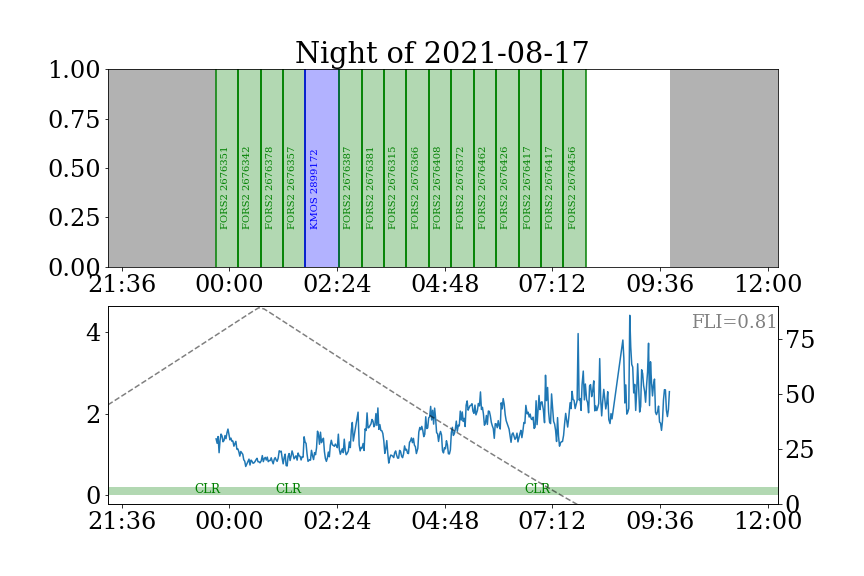 Night of 2021-08-17
1.00
0.75
0.50
0.25
0.00
FORS2 2676351
FORS2 2676342
FORS2 2676378
FORS2 2676357
KMOS 2899172
FORS2 2676387
FORS2 2676381
FORS2 2676315
FORS2 2676366
FORS2 2676408
FORS2 2676372
FORS2 2676462
FORS2 2676426
FORS2 2676417
FORS2 2676417
FORS2 2676456
21:36 00:00 02:24 04:48 07:12 09:36 12:00
FLI=0.81
4
2
0
75
50
25
0
CLR CLR CLR
21:36 00:00 02:24 04:48 07:12 09:36 12:00